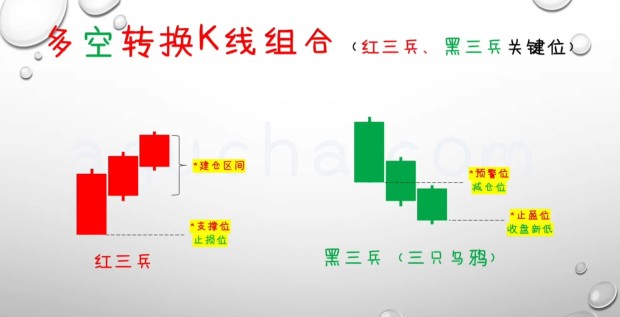 多空转换K线组合（红三兵、黑三兵关键位）
*建仓区间
*支撑位
止损位
红三兵
*预警位
减仓位
*止盈位
收盘新低
黑三兵（三只乌鸦）